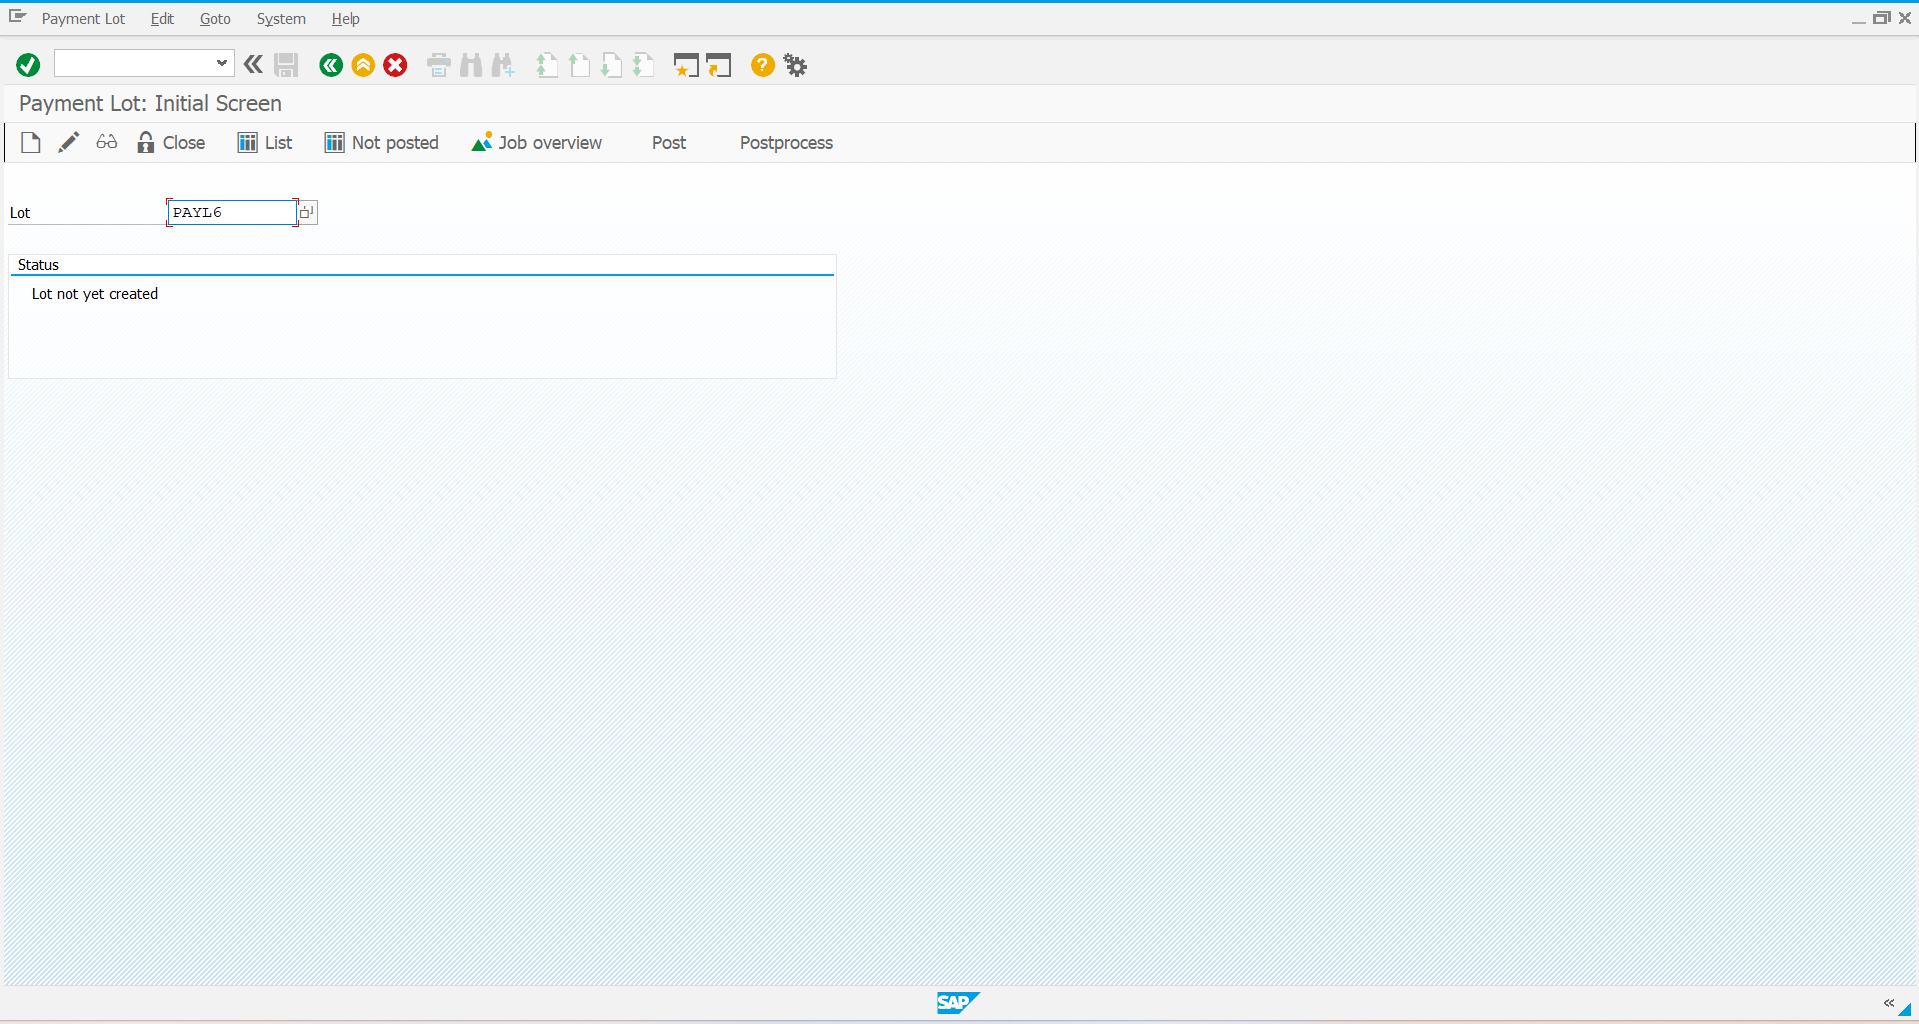 Payment Lot Edit Goto System Help
Payment Lot: Initial Screen
Close List Not posted Job overview Post Postprocess
Lot PAYL6
Status
Lot not yet created
SAP